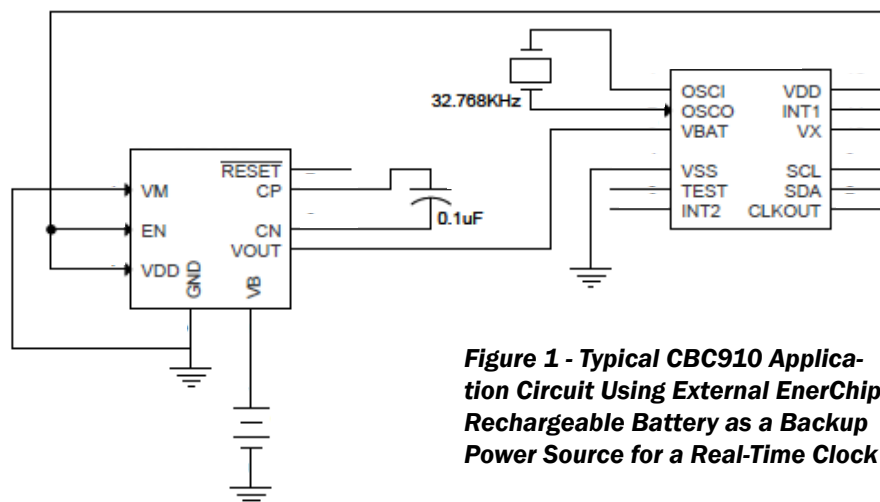 32.768KHz
OSCI
OSCO
VBAT
VSS
TEST
INT2
VDD
INT1
VX
SCL
SDA
CLKOUT
VM
EN
VDD
GND
VB
RESET
CP
CN
VOUT
0.1uF
Figure 1 - Typical CBC910 Applica-
tion Circuit Using External EnerChip
Rechargeable Battery as a Backup
Power Source for a Real-Time Clock